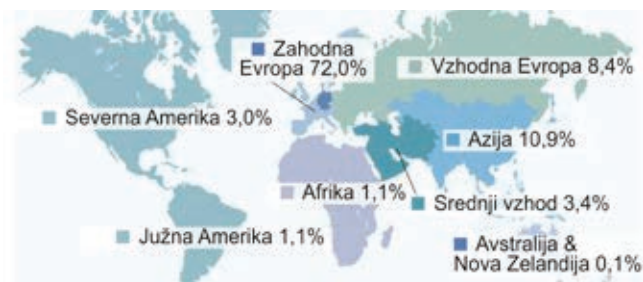 Zahodna
Evropa 72,0%
Vzhodna Evropa 8,4%
Severna Amerika 3,0%
Azija 10,9%
Afrika 1,1%
Srednji vzhod 3,4%
Južna Amerika 1,1%
Avstralija &
Nova Zelandija 0,1%